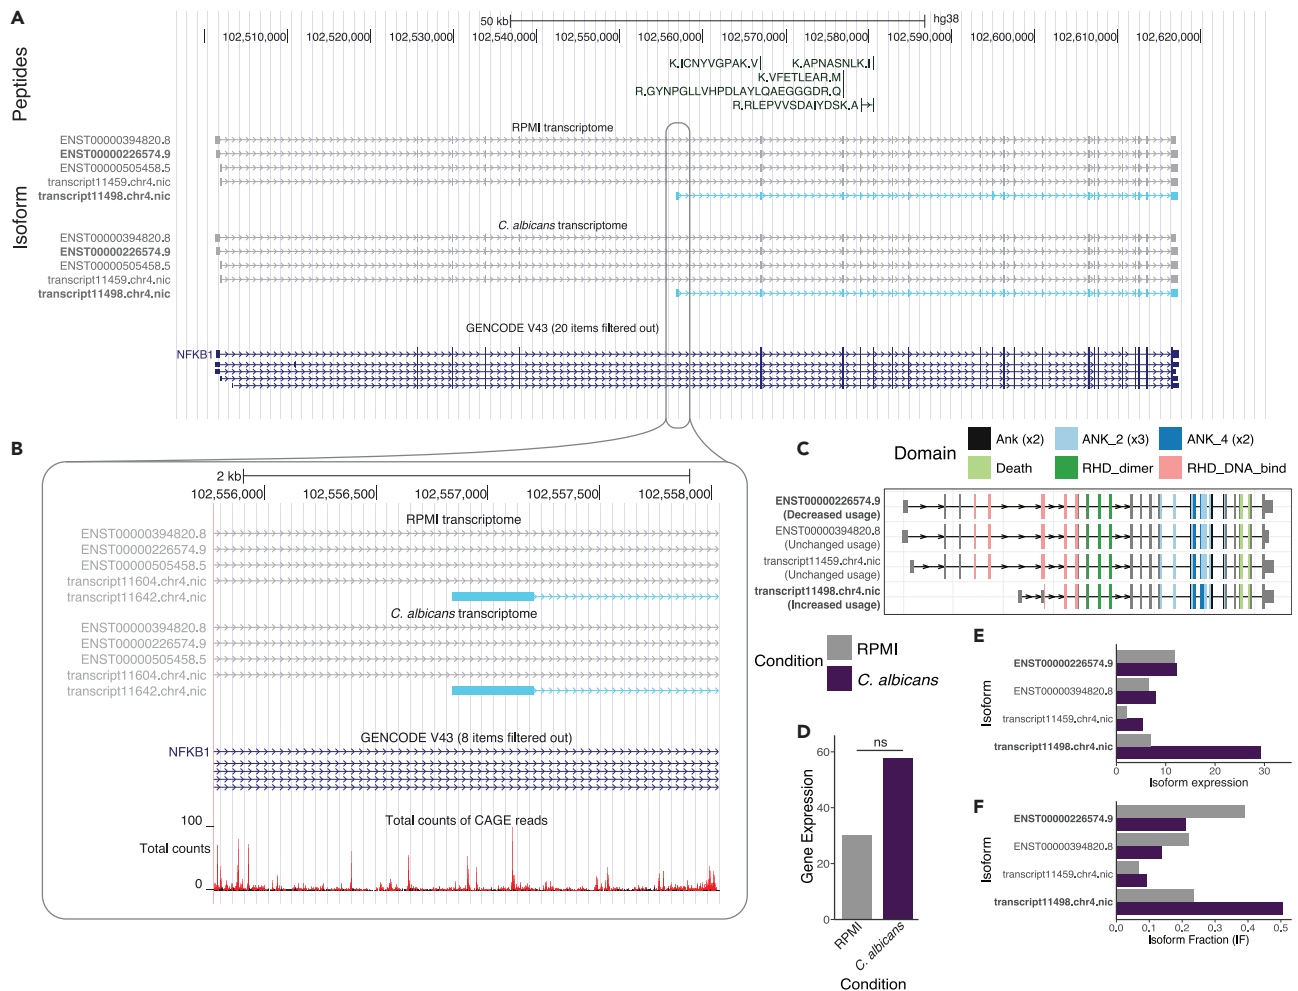 A
50 kb
hg38
102,510,000
102,520,000
102,530,000
102,540,000
102,550,000
102,560,000
102,570,000
102,580,000
102,590,000
102,600,000
102,610,000
102,620,000
Peptides
K.ICNYVGPAK.V
K.APNASNLK.I
K.VFETLEAR.M
R.GYNPGLLVHPDLAYLQAEGGGDR.Q
R.RLEPVVSDAIYDSK.A
Isoform
RPMI transcriptome
ENST00000394820.8
ENST00000226574.9
ENST00000505458.5
transcript11459.chr4.nic
transcript11498.chr4.nic
C. albicans transcriptome
ENST00000394820.8
ENST00000226574.9
ENST00000505458.5
transcript11459.chr4.nic
transcript11498.chr4.nic
GENCODE V43 (20 items filtered out)
NFKB1
B
2 kb
102,556,000
102,556,500
102,557,000
102,557,500
102,558,000
RPMI transcriptome
ENST00000394820.8
ENST00000226574.9
ENST00000505458.5
transcript11604.chr4.nic
transcript11642.chr4.nic
C. albicans transcriptome
ENST00000394820.8
ENST00000226574.9
ENST00000505458.5
transcript11604.chr4.nic
transcript11642.chr4.nic
GENCODE V43 (8 items filtered out)
NFKB1
Total counts of CAGE reads
100
Total counts
0
C
Domain
Ank (x2)
ANK_2 (x3)
ANK_4 (x2)
Death
RHD_dimer
RHD_DNA_bind
ENST00000226574.9
(Decreased usage)
ENST00000394820.8
(Unchanged usage)
transcript11459.chr4.nic
(Unchanged usage)
transcript11498.chr4.nic
(Increased usage)
Condition
RPMI
C. albicans
D
ns
Gene Expression
60
40
20
0
RPMI
C. albicans
Condition
E
Isoform
ENST00000226574.9
ENST00000394820.8
transcript11459.chr4.nic
transcript11498.chr4.nic
0
10
20
30
Isoform expression
F
Isoform
ENST00000226574.9
ENST00000394820.8
transcript11459.chr4.nic
transcript11498.chr4.nic
0.0
0.1
0.2
0.3
0.4
0.5
Isoform Fraction (IF)